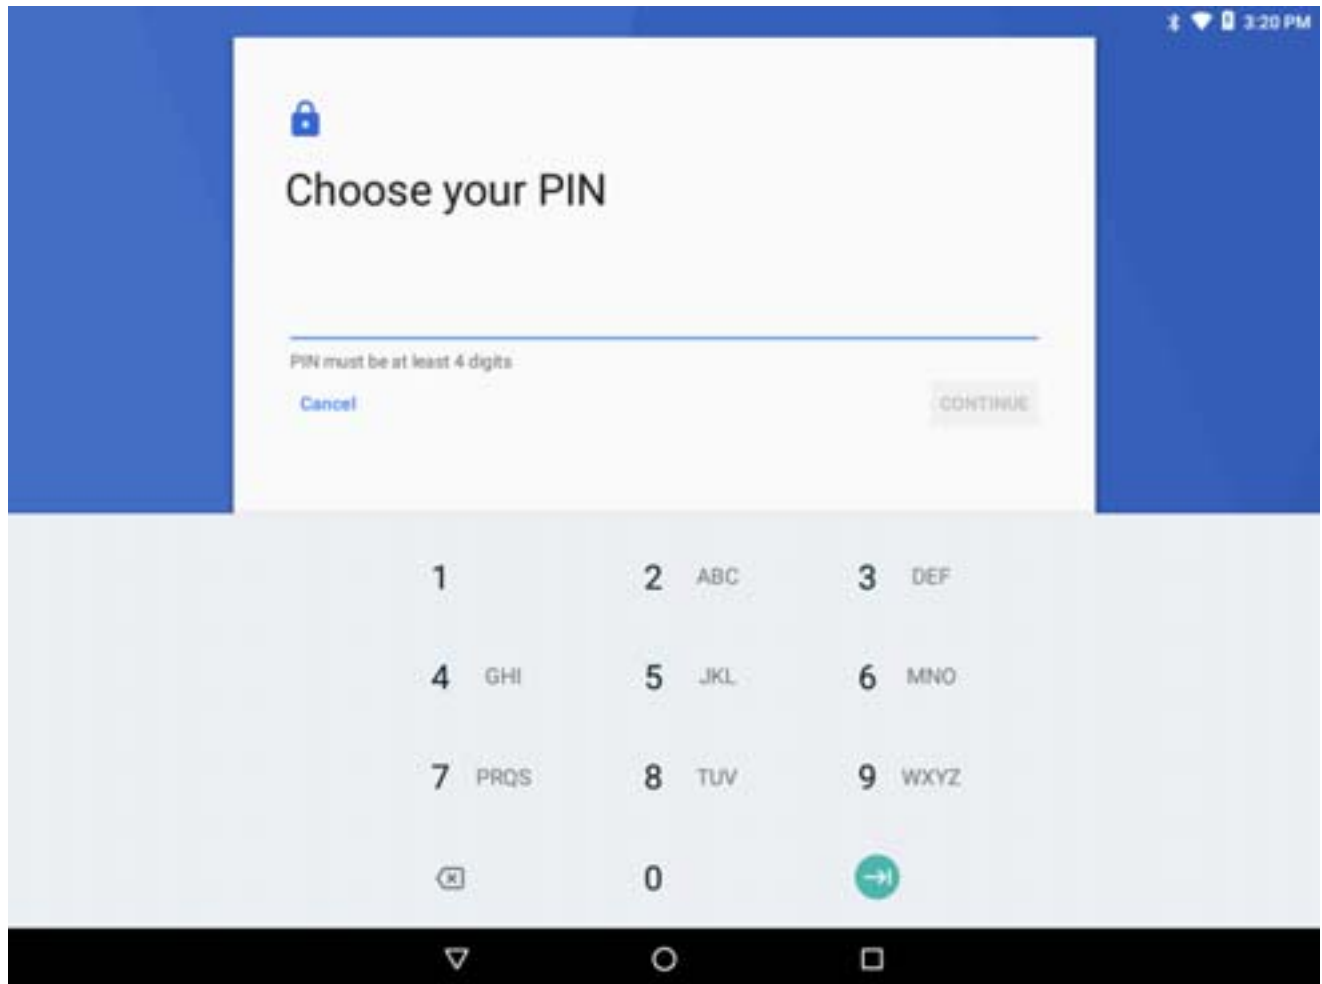 3:20 PM
Choose your PIN
PIN must be at least 4 digits
Cancel
CONTINUE
1
2 ABC
3 DEF
4 GHI
5 JKL
6 MNO
7 PRQS
8 TUV
9 WXYZ
0